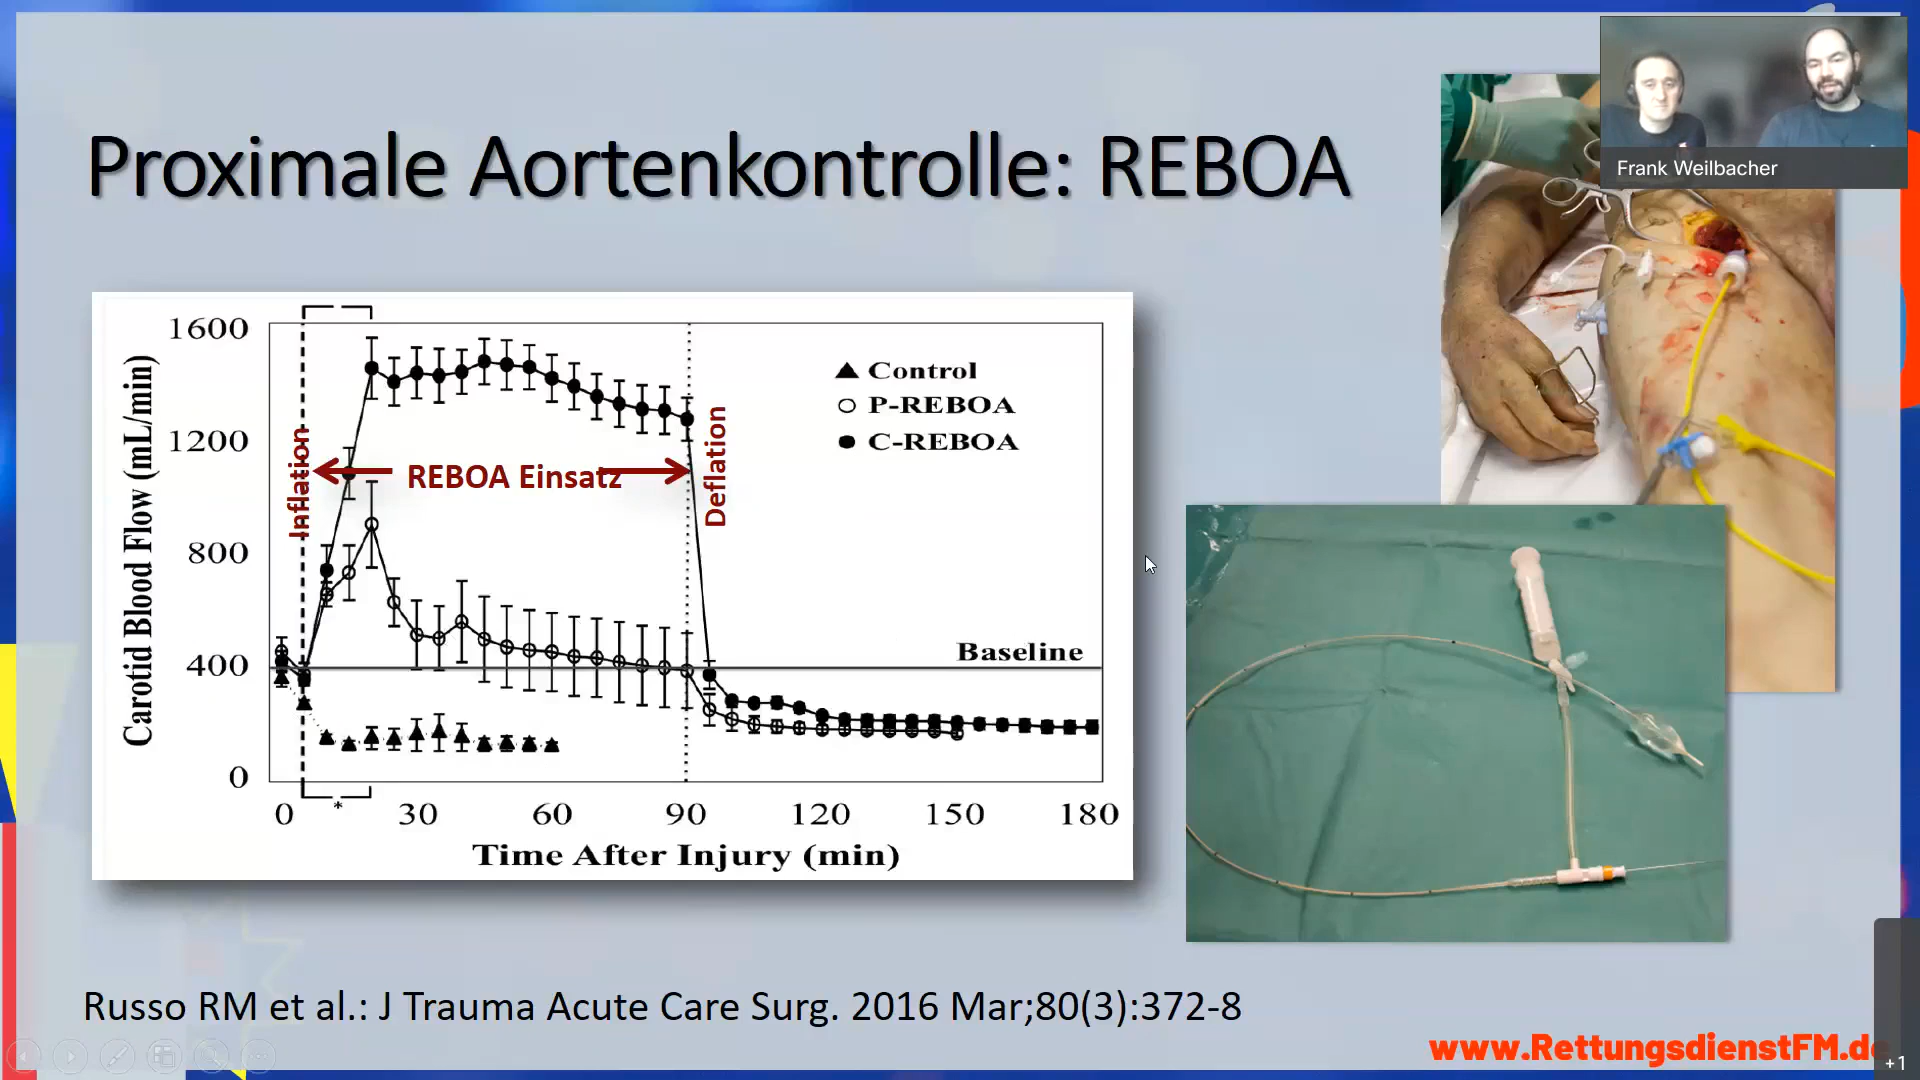 Proximale Aortenkontrolle: REBOA
Frank Weilbacher
Carotid Blood Flow (mL/min)
1600
1200
800
400
0
Inflation
REBOA Einsatz
Deflation
Control
P-REBOA
C-REBOA
Baseline
*
0 30 60 90 120 150 180
Time After Injury (min)
Russo RM et al.: J Trauma Acute Care Surg. 2016 Mar;80(3):372-8
www.RettungsdienstFM.de
+1